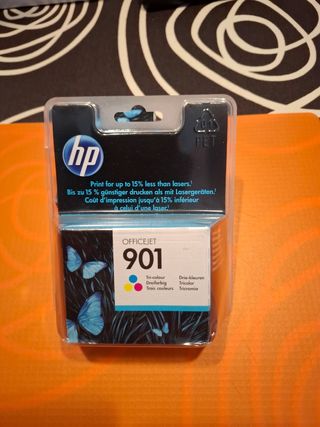 PET
hp
Print for up to 15% less than lasers.¹
Bis zu 15 % günstiger drucken als mit Lasergeräten.¹
Coût d'impression jusqu'à 15% inférieur
à celui d'une laser.¹
OFFICEJET
901
Tri-colour
Dreifarbig
Trois couleurs
Drie-kleuren
Tricolor
Tricromia